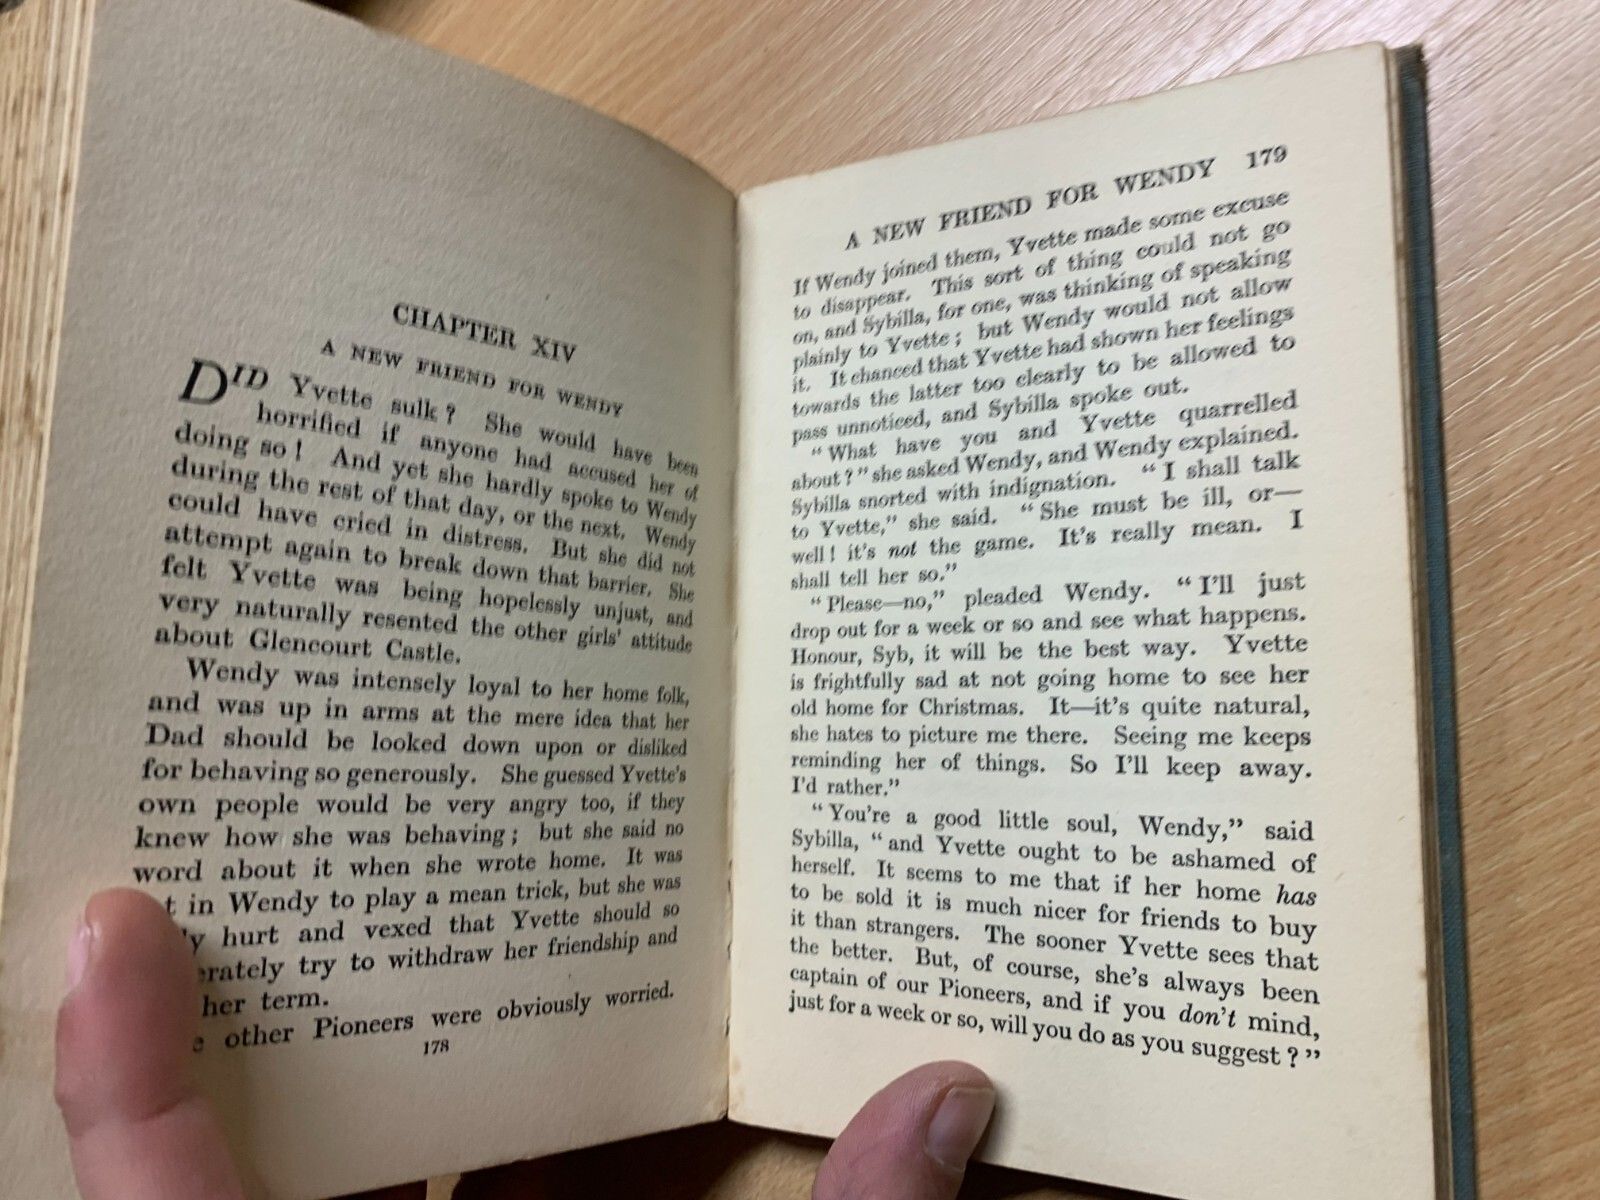 CHAPTER XIV
A NEW FRIEND FOR WENDY
DID Yvette sulk? She would have been
horrified if anyone had accused her of
doing so! And yet she hardly spoke to Wendy
during the rest of that day, or the next. Wendy
could have cried in distress. But she did not
attempt again to break down that barrier. She
felt Yvette was being hopelessly unjust, and
very naturally resented the other girls' attitude
about Glencourt Castle.
Wendy was intensely loyal to her home folk,
and was up in arms at the mere idea that her
Dad should be looked down upon or disliked
for behaving so generously. She guessed Yvette's
own people would be very angry too, if they
knew how she was behaving; but she said no
word about it when she wrote home. It was
in Wendy to play a mean trick, but she was
hurt and vexed that Yvette should so
try to withdraw her friendship and
her term.
other Pioneers were obviously worried.
178
A NEW FRIEND FOR WENDY 179
If Wendy joined them, Yvette made some excuse
to disappear. This sort of thing could not go
on, and Sybilla, for one, was thinking of speaking
plainly to Yvette; but Wendy would not allow
it. It chanced that Yvette had shown her feelings
towards the latter too clearly to be allowed to
pass unnoticed, and Sybilla spoke out.
"What have you and Yvette quarrelled
about?" she asked Wendy, and Wendy explained.
Sybilla snorted with indignation. "I shall talk
to Yvette," she said. "She must be ill, or—
well! it's not the game. It's really mean. I
shall tell her so."
"Please—no," pleaded Wendy. "I'll just
drop out for a week or so and see what happens.
Honour, Syb, it will be the best way. Yvette
is frightfully sad at not going home to see her
old home for Christmas. It—it's quite natural,
she hates to picture me there. Seeing me keeps
reminding her of things. So I'll keep away.
I'd rather."
"You're a good little soul, Wendy," said
Sybilla, "and Yvette ought to be ashamed of
herself. It seems to me that if her home has
to be sold it is much nicer for friends to buy
it than strangers. The sooner Yvette sees that
the better. But, of course, she's always been
captain of our Pioneers, and if you don't mind,
just for a week or so, will you do as you suggest?"